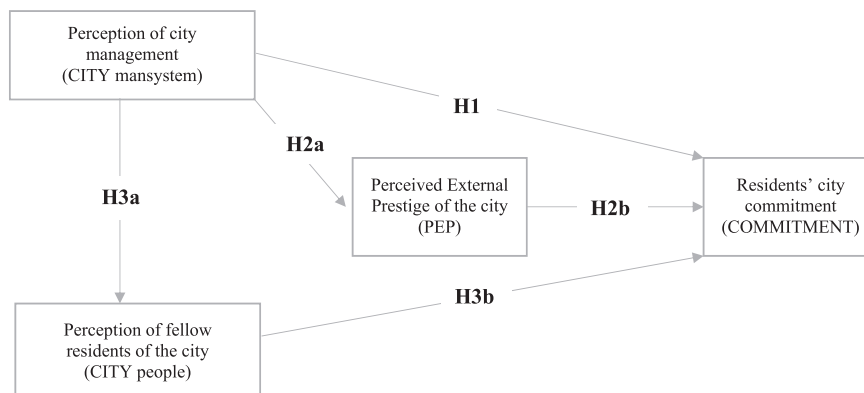 Perception of city
management
(CITY mansystem)
H1
H2a
Perceived External
Prestige of the city
(PEP)
H2b
Residents’ city
commitment
(COMMITMENT)
H3a
H3b
Perception of fellow
residents of the city
(CITY people)